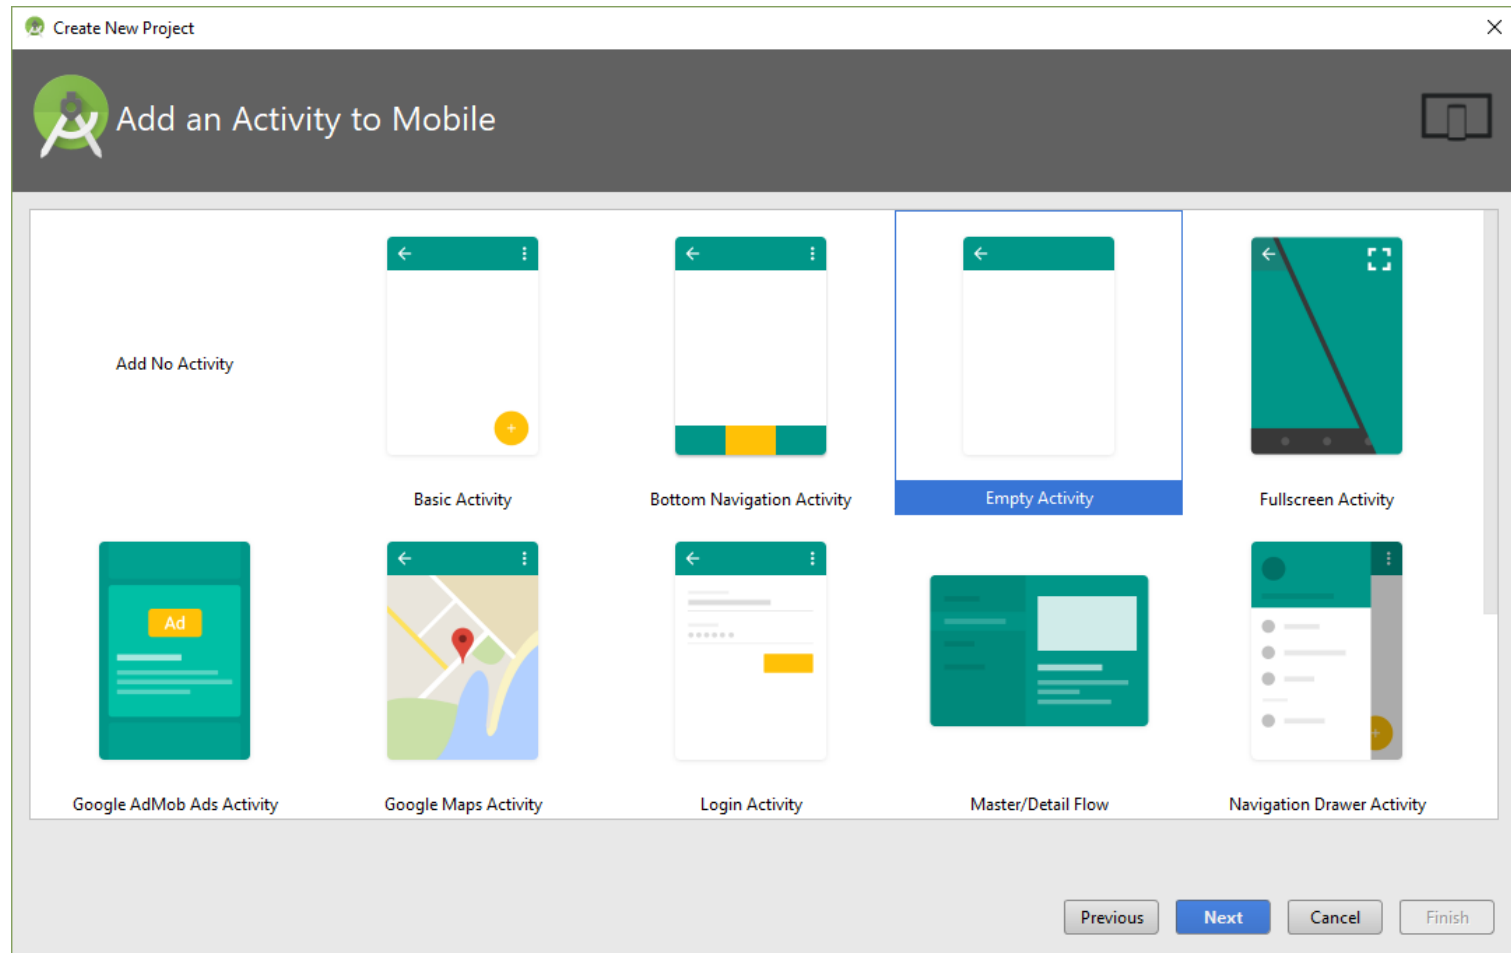 Create New Project
Add an Activity to Mobile
Add No Activity
Basic Activity
Bottom Navigation Activity
Empty Activity
Fullscreen Activity
Ad
Google AdMob Ads Activity
Google Maps Activity
Login Activity
Master/Detail Flow
Navigation Drawer Activity
Previous
Next
Cancel
Finish